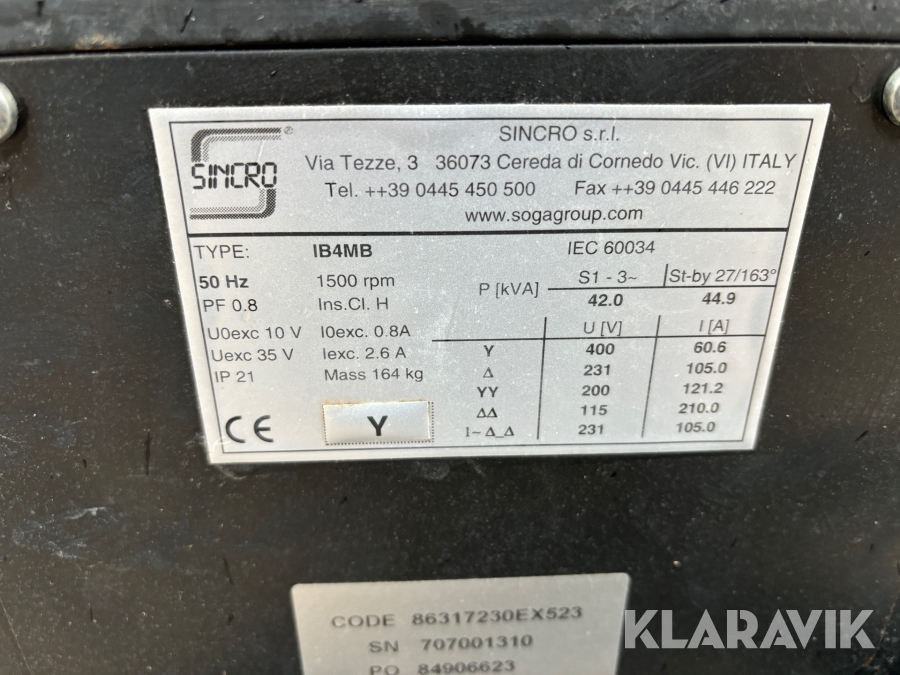 SINCRO ®
SINCRO s.r.l.
Via Tezze, 3 36073 Cereda di Cornedo Vic. (VI) ITALY
Tel. ++39 0445 450 500 Fax ++39 0445 446 222
www.sogagroup.com
TYPE: IB4MB IEC 60034
50 Hz 1500 rpm P [kVA] S1 - 3~ St-by 27/163°
PF 0.8 Ins.Cl. H 42.0 44.9
U0exc 10 V I0exc. 0.8A U [V] I [A]
Uexc 35 V Iexc. 2.6 A Y 400 60.6
IP 21 Mass 164 kg Δ 231 105.0
YY 200 121.2
ΔΔ 115 210.0
CE Y 1~ Δ_Δ 231 105.0
CODE 86317230EX523
SN 707001310
PO 84906623
KLARAVIK